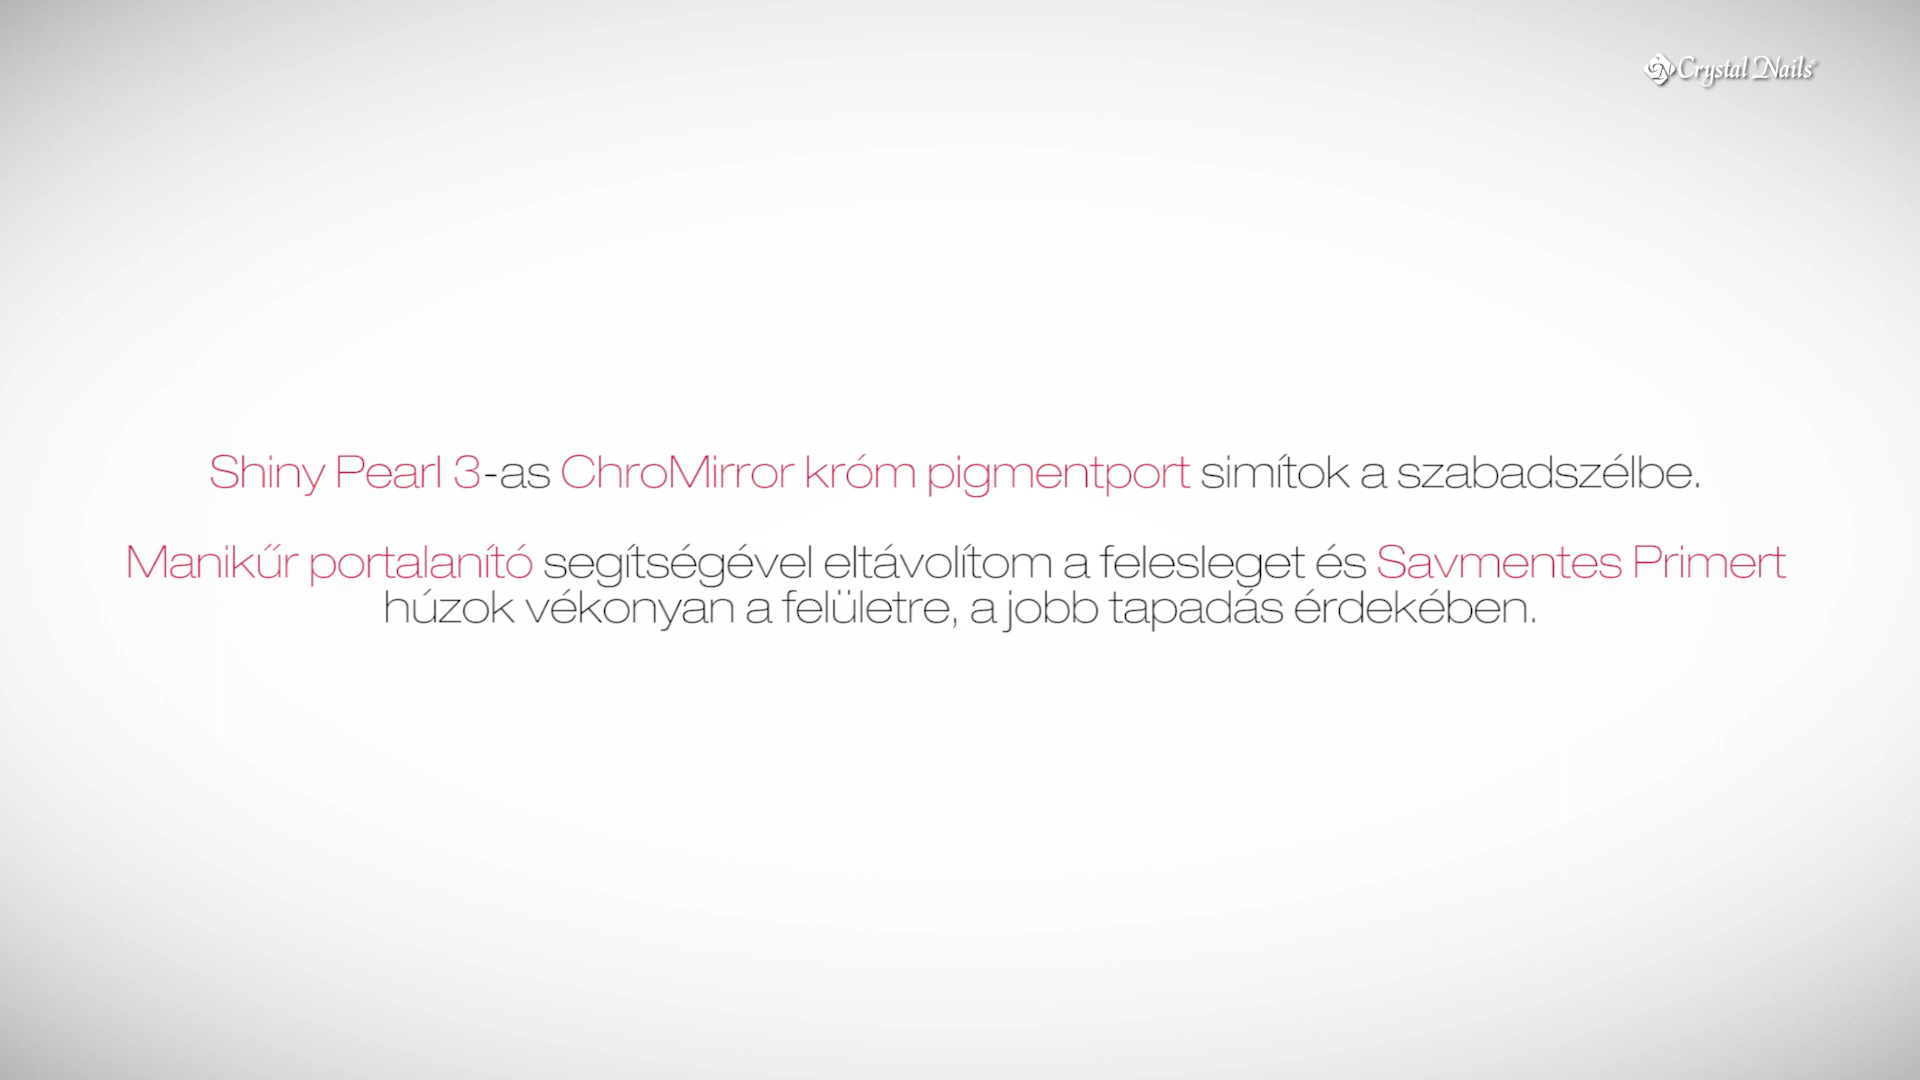 Crystal Nails
Shiny Pearl 3-as ChroMirror króm pigmentport simítok a szabadszélbe.
Manikűr portalanító segítségével eltávolítom a felesleget és Savmentes Primert
húzok vékonyan a felületre, a jobb tapadás érdekében.